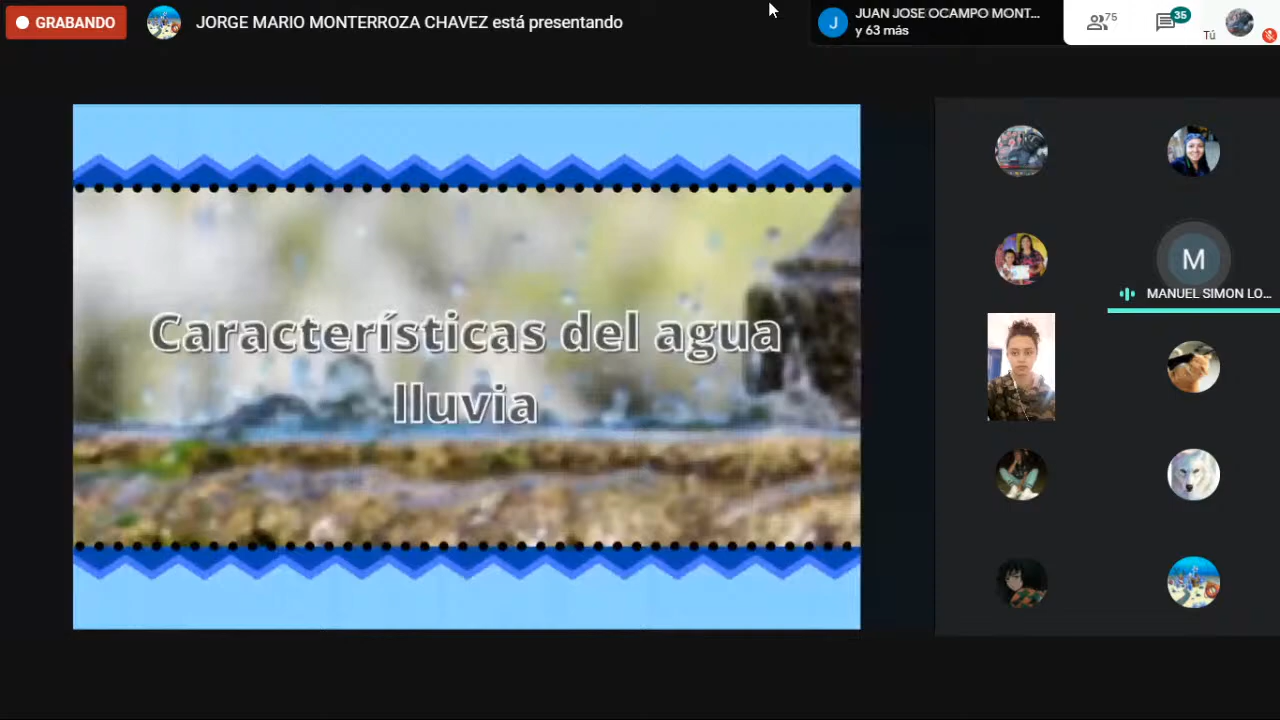 GRABANDO
JORGE MARIO MONTERROZA CHAVEZ está presentando
J
JUAN JOSE OCAMPO MONT...
y 63 más
75
35
Tú
Características del agua
lluvia
M
MANUEL SIMON LO...